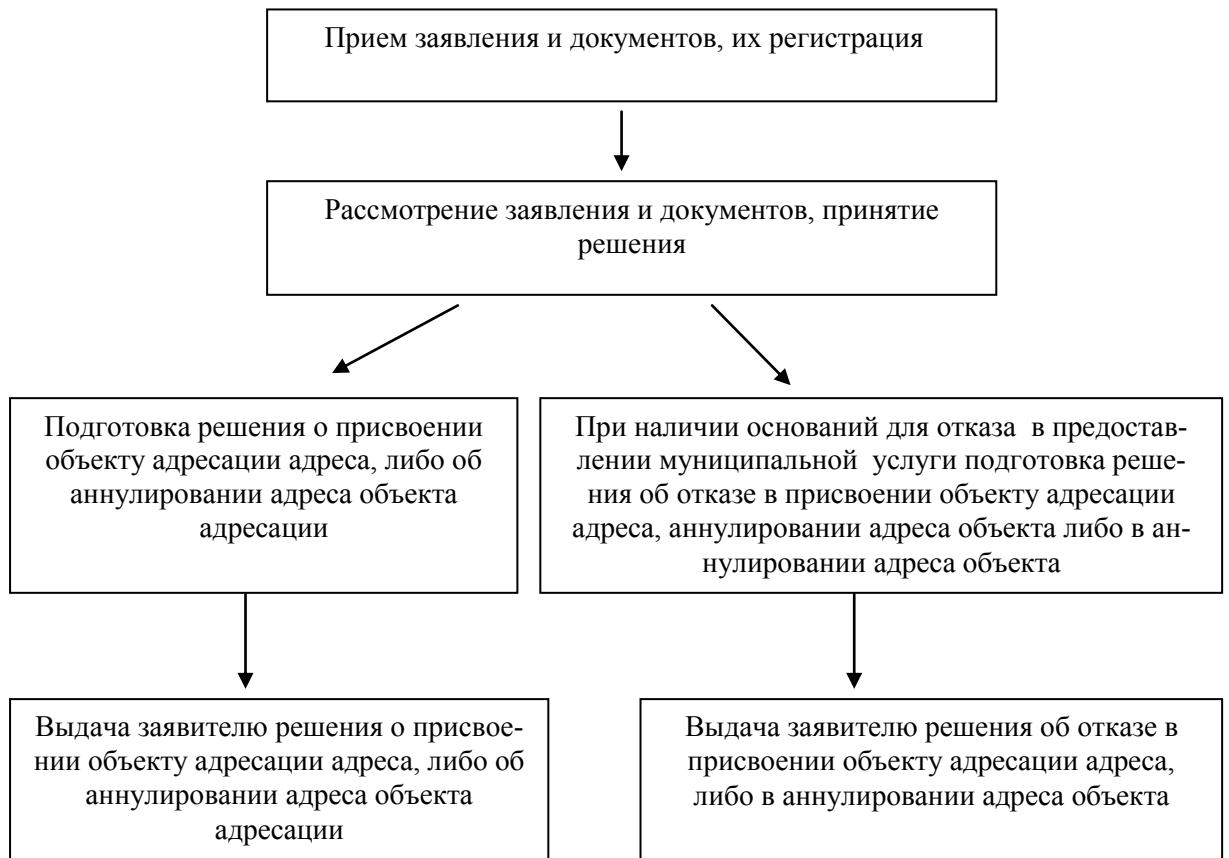 Прием заявления и документов, их регистрация
Рассмотрение заявления и документов, принятие
решения
Подготовка решения о присвоении
объекту адресации адреса, либо об
аннулировании адреса объекта
адресации
При наличии оснований для отказа  в предостав-
лении муниципальной  услуги подготовка реше-
ния об отказе в присвоении объекту адресации
адреса, аннулировании адреса объекта либо в ан-
нулировании адреса объекта
Выдача заявителю решения о присвое-
нии объекту адресации адреса, либо об
аннулировании адреса объекта
адресации
Выдача заявителю решения об отказе в
присвоении объекту адресации адреса,
либо в аннулировании адреса объекта